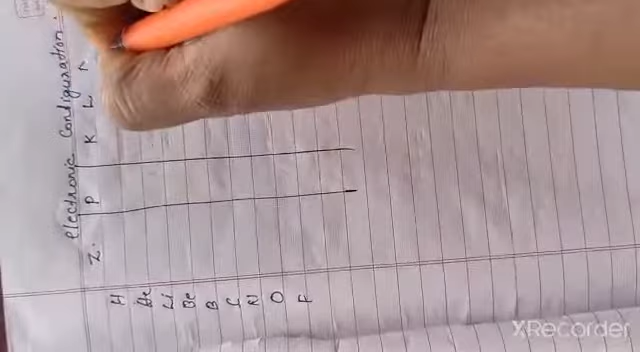 Electronic Configuration.
Z. P K L
H
He
Li
Be
B
C
N
O
F
XRecorder